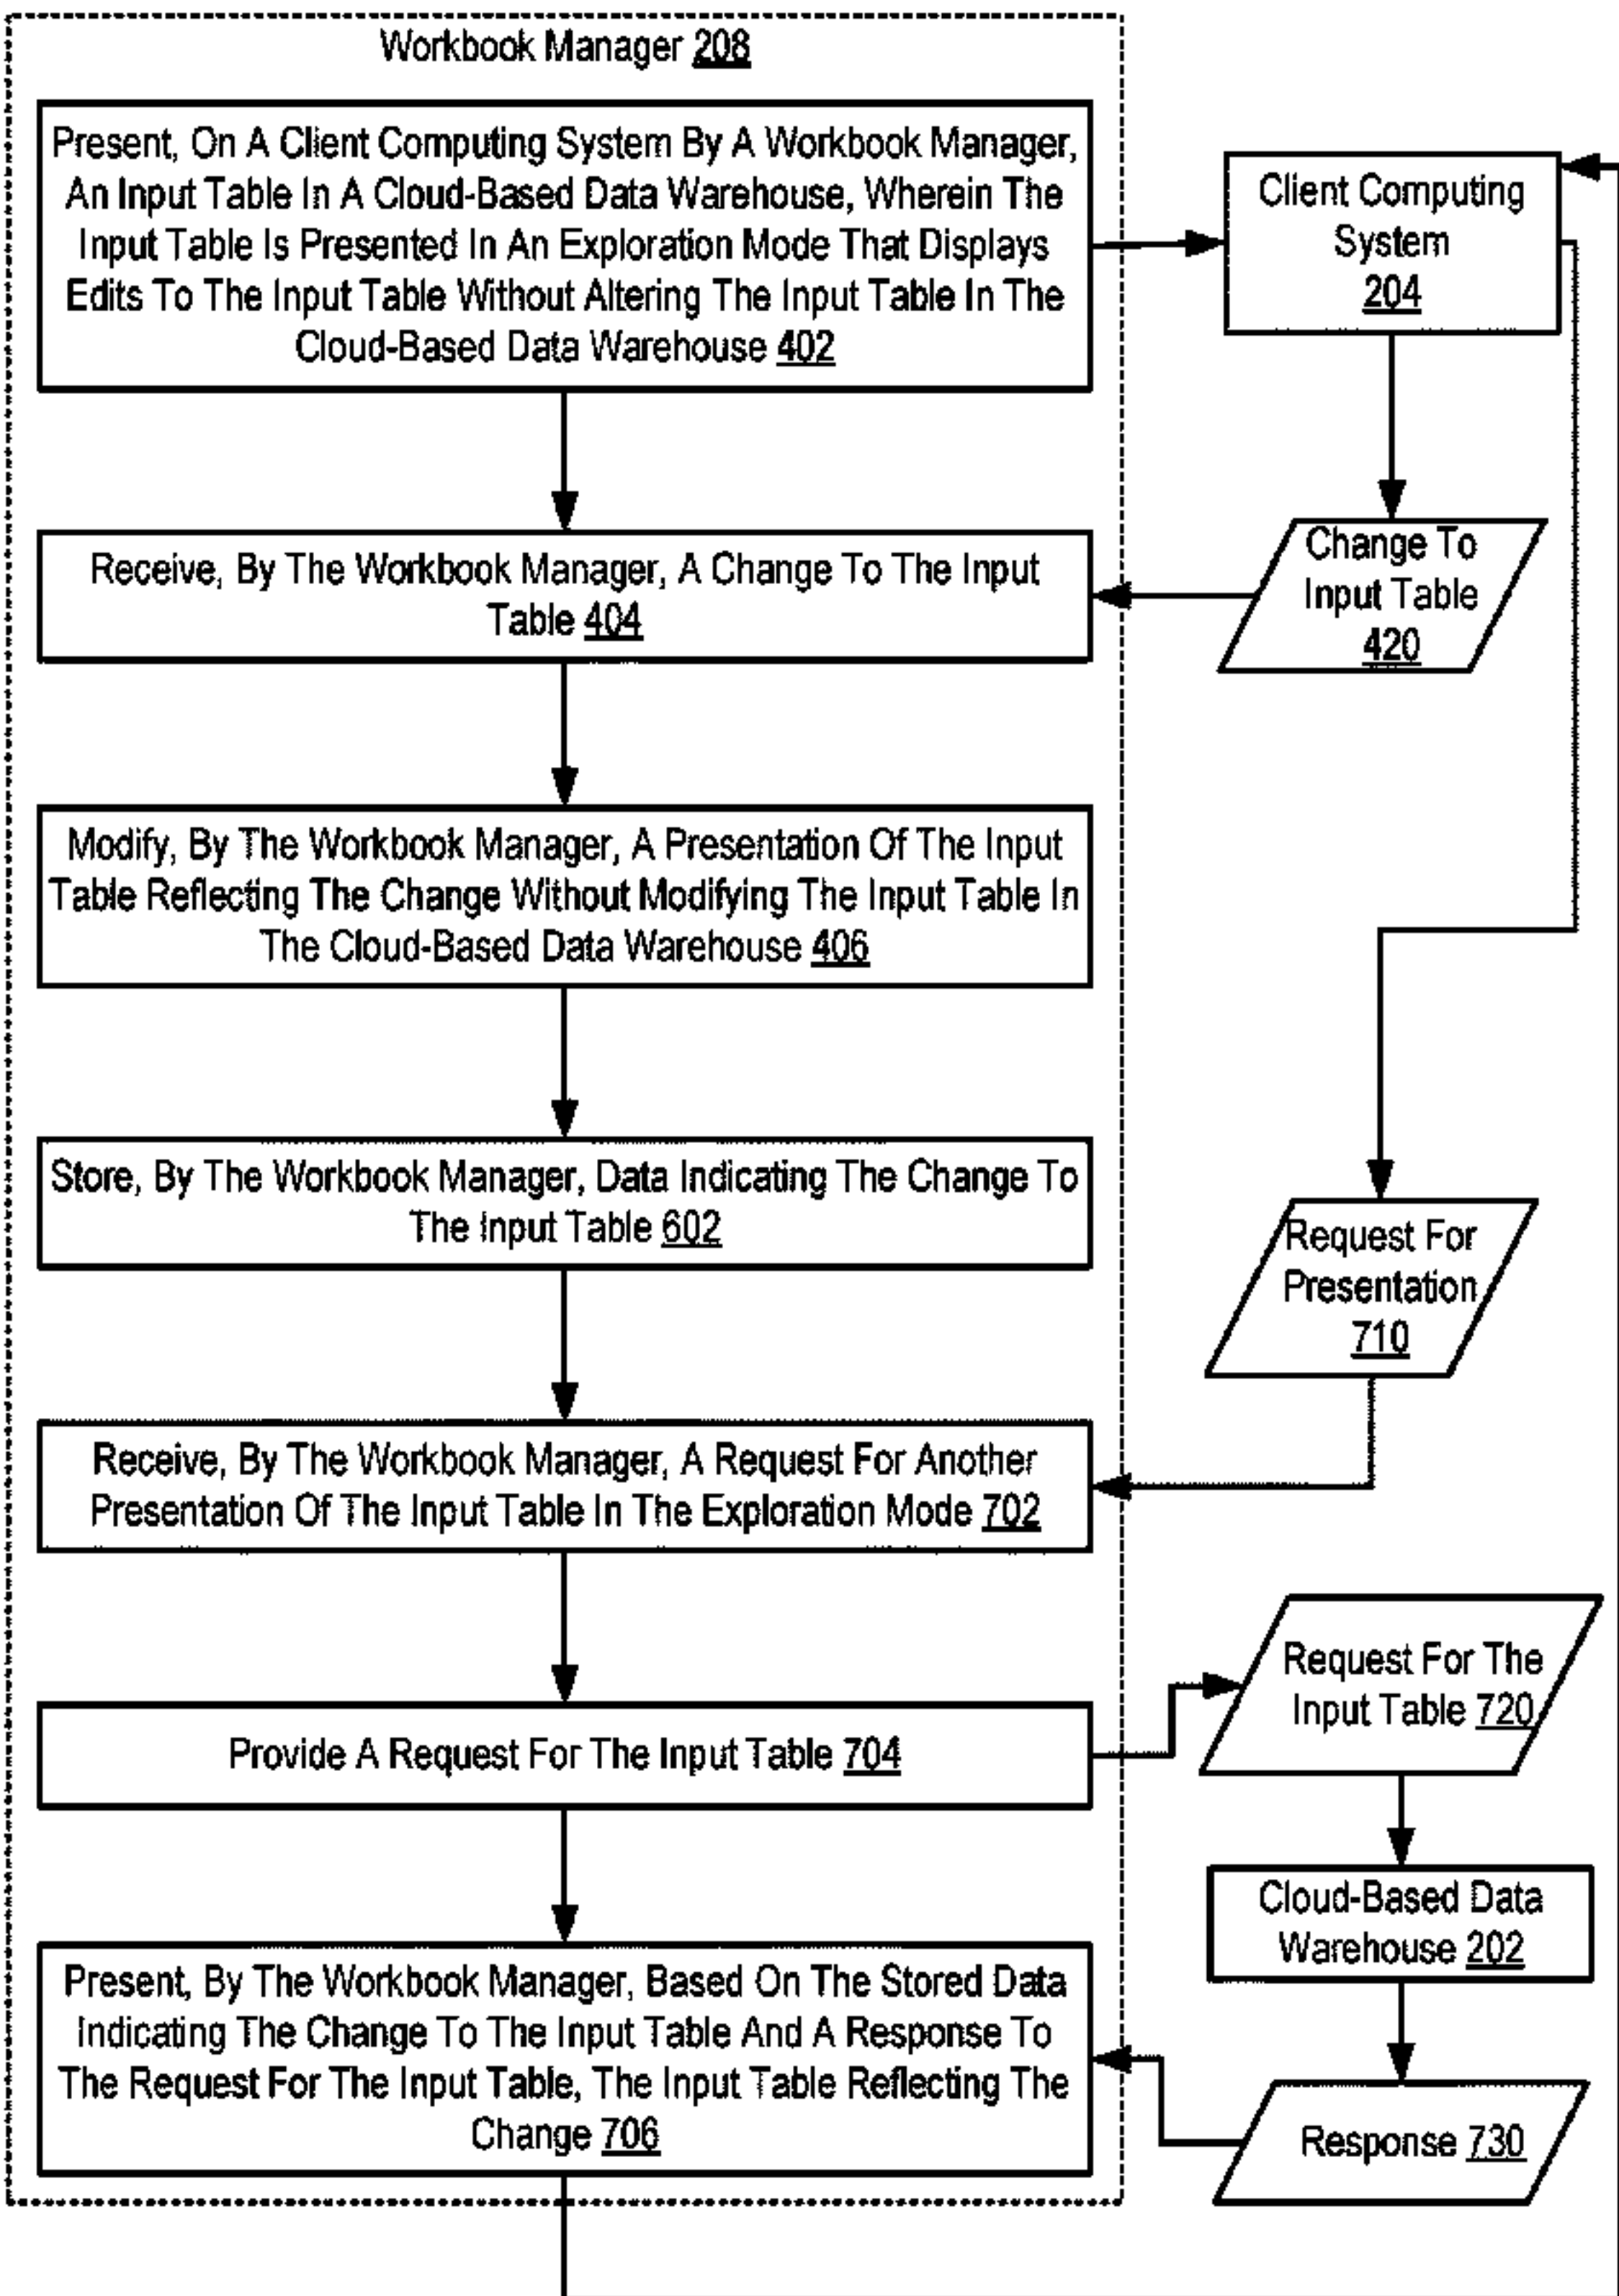 Workbook Manager 208
Present, On A Client Computing System By A Workbook Manager,
An Input Table In A Cloud-Based Data Warehouse, Wherein The
Input Table Is Presented In An Exploration Mode That Displays
Edits To The Input Table Without Altering The Input Table In The
Cloud-Based Data Warehouse 402
Client Computing
System
204
Receive, By The Workbook Manager, A Change To The Input
Table 404
Change To
Input Table
420
Modify, By The Workbook Manager, A Presentation Of The Input
Table Reflecting The Change Without Modifying The Input Table In
The Cloud-Based Data Warehouse 406
Store, By The Workbook Manager, Data Indicating The Change To
The Input Table 602
Request For
Presentation
710
Receive, By The Workbook Manager, A Request For Another
Presentation Of The Input Table In The Exploration Mode 702
Provide A Request For The Input Table 704
Request For The
Input Table 720
Cloud-Based Data
Warehouse 202
Present, By The Workbook Manager, Based On The Stored Data
Indicating The Change To The Input Table And A Response To
The Request For The Input Table, The Input Table Reflecting The
Change 706
Response 730